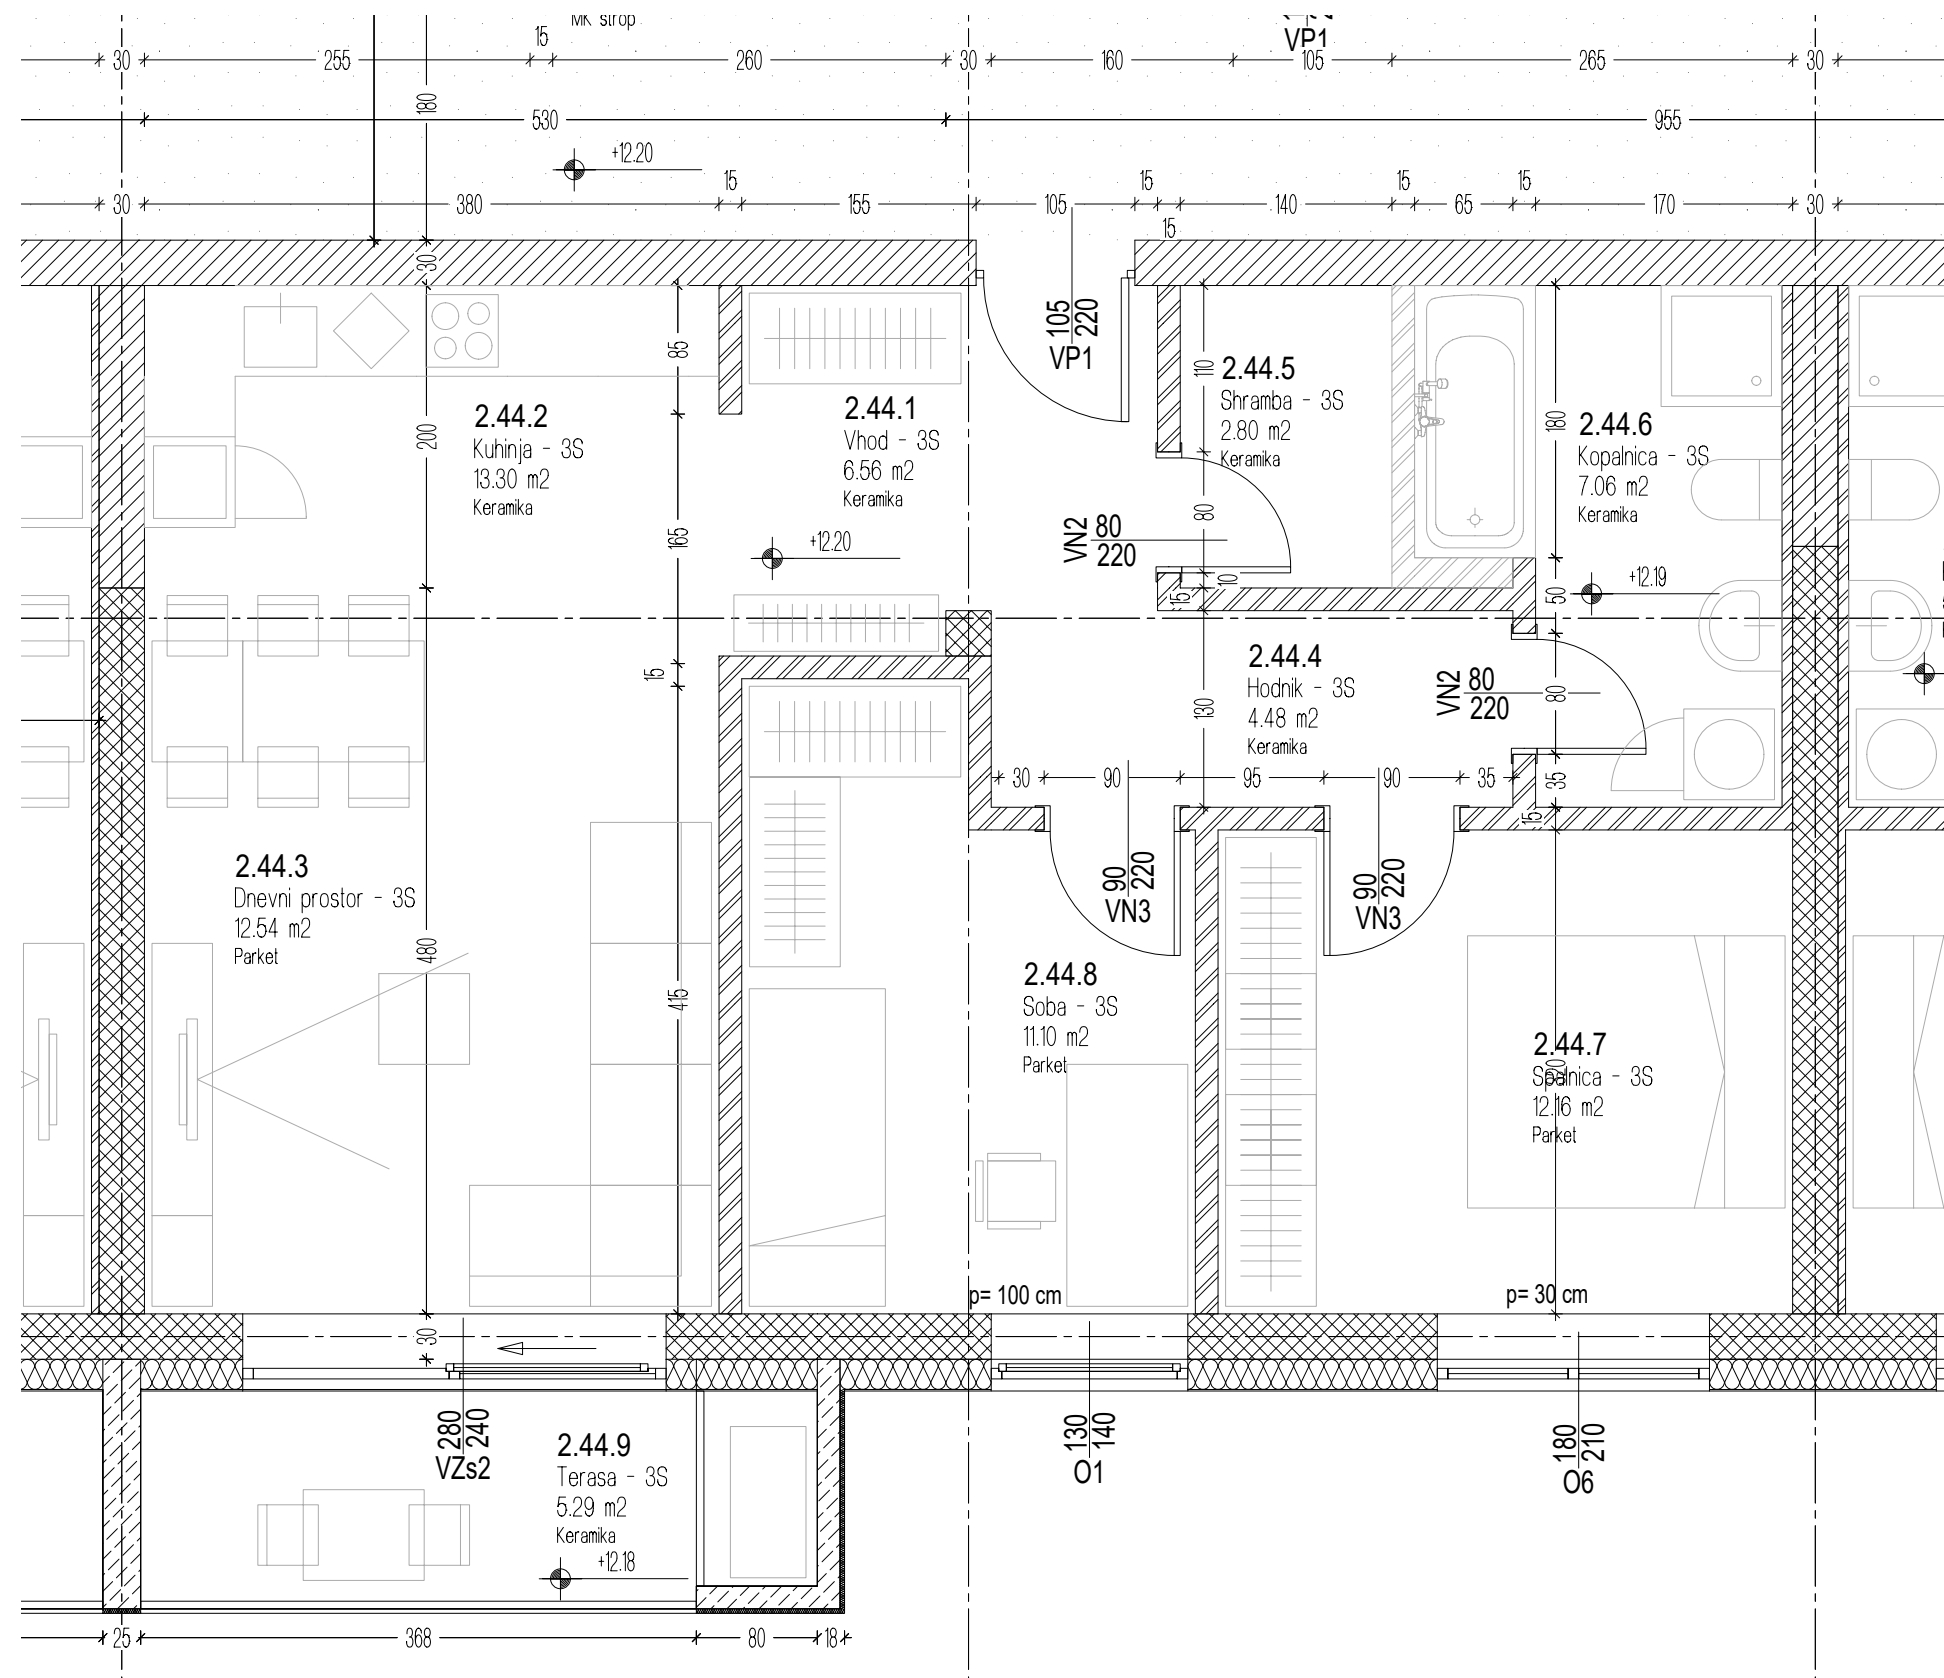 MK strop
VP1
15
30
255
260
30
160
105
265
30
180
530
955
+12.20
15
15
15
15
30
380
155
105
140
65
170
30
15
30
105
220
VP1
85
110
2.44.5
Shramba - 3S
2.80 m2
Keramika
2.44.2
Kuhinja - 3S
13.30 m2
Keramika
200
2.44.1
Vhod - 3S
6.56 m2
Keramika
180
2.44.6
Kopalnica - 3S
7.06 m2
Keramika
165
+12.20
VN2
80
220
80
10
15
+12.19
50
15
2.44.4
Hodnik - 3S
4.48 m2
Keramika
130
VN2
80
220
80
30
90
95
90
35
35
15
2.44.3
Dnevni prostor - 3S
12.54 m2
Parket
480
90
220
VN3
90
220
VN3
415
2.44.8
Soba - 3S
11.10 m2
Parket
2.44.7
Spalnica - 3S
12.16 m2
Parket
p= 100 cm
p= 30 cm
30
280
240
VZs2
2.44.9
Terasa - 3S
5.29 m2
Keramika
+12.18
130
140
O1
180
210
O6
25
368
80
18